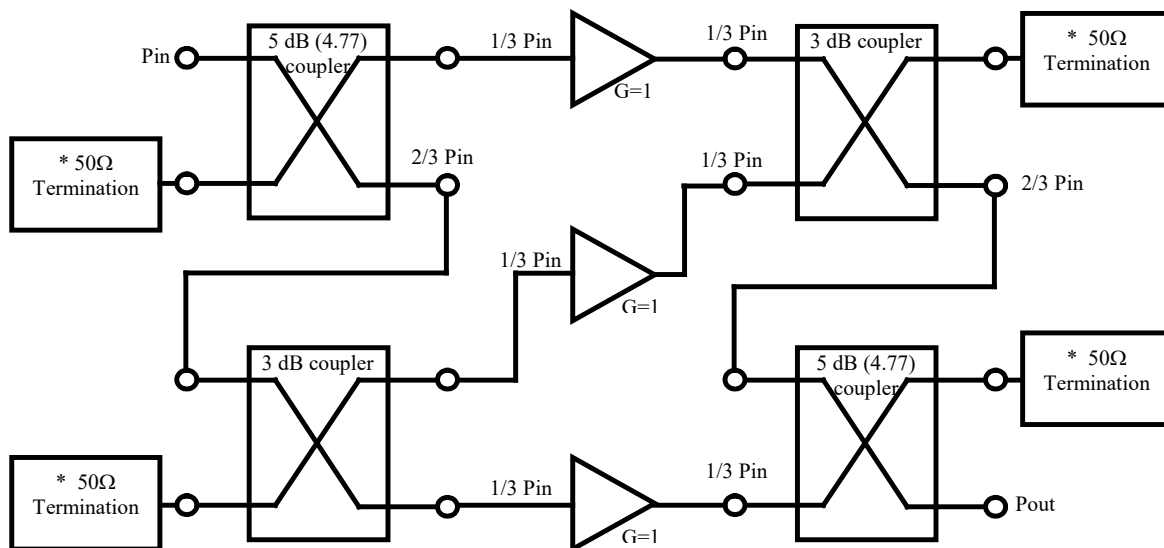 5 dB (4.77)
coupler
Pin
1/3 Pin
G=1
1/3 Pin
3 dB coupler
* 50Ω
Termination
* 50Ω
Termination
2/3 Pin
1/3 Pin
2/3 Pin
1/3 Pin
G=1
3 dB coupler
5 dB (4.77)
coupler
* 50Ω
Termination
* 50Ω
Termination
1/3 Pin
G=1
1/3 Pin
Pout